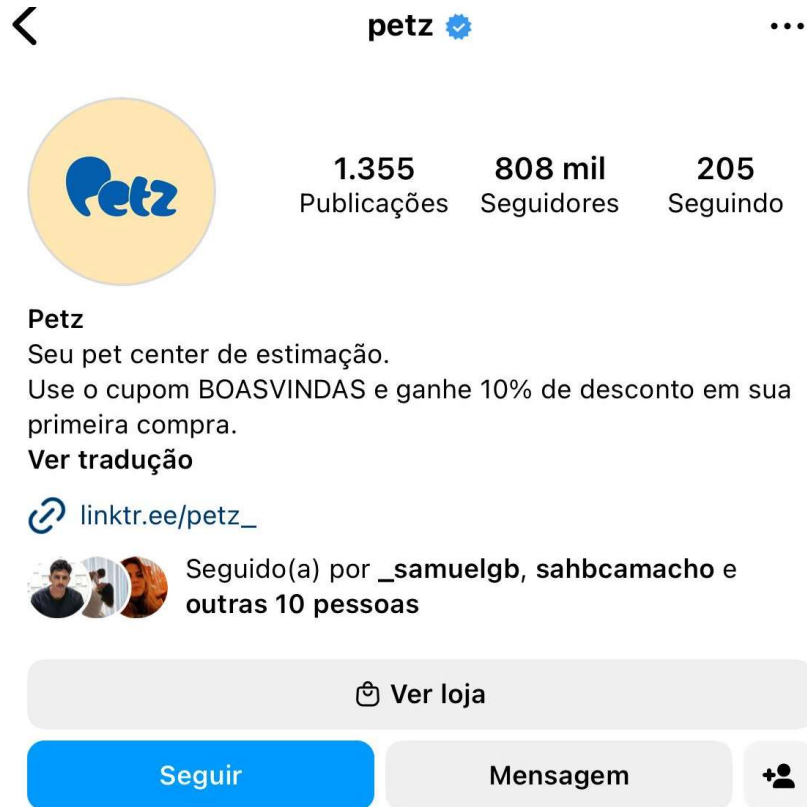 petz
Petz
1.355 808 mil 205
Publicações Seguidores Seguindo
Petz
Seu pet center de estimação.
Use o cupom BOASVINDAS e ganhe 10% de desconto em sua
primeira compra.
Ver tradução
linktr.ee/petz_
Seguido(a) por _samuelgb, sahbcamacho e
outras 10 pessoas
Ver loja
Seguir Mensagem